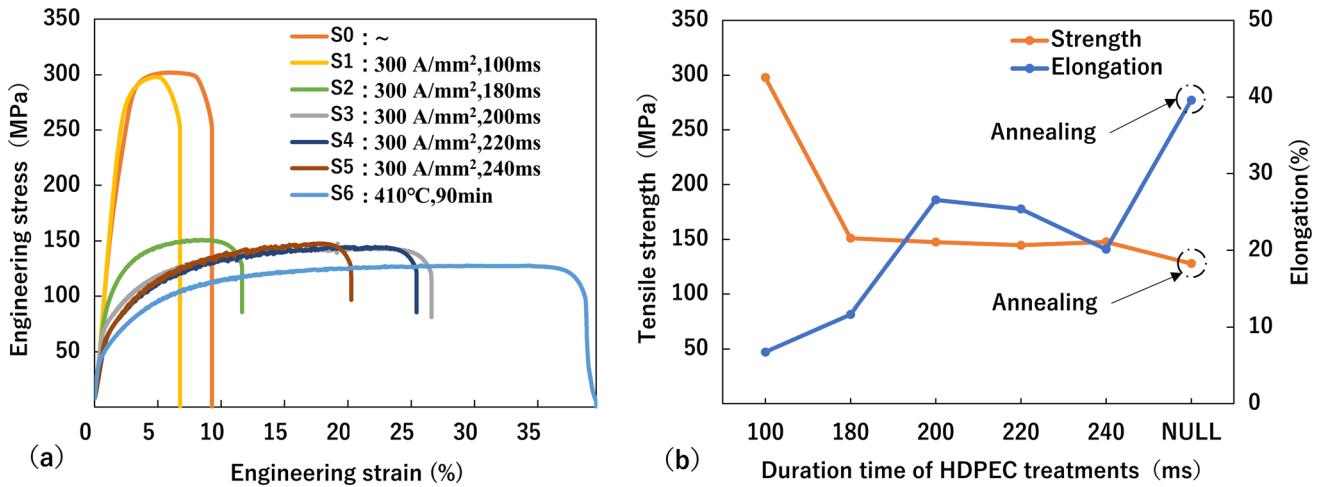 350
300
250
200
150
100
50
Engineering stress (MPa)
S0 : ~
S1 : 300 A/mm²,100ms
S2 : 300 A/mm²,180ms
S3 : 300 A/mm²,200ms
S4 : 300 A/mm²,220ms
S5 : 300 A/mm²,240ms
S6 : 410℃,90min
0 5 10 15 20 25 30 35
(a)
Engineering strain (%)
350
300
250
200
150
100
50
Tensile strength (MPa)
Strength
Elongation
Annealing
Annealing
50
40
30
20
10
0
Elongation(%)
100 180 200 220 240 NULL
(b)
Duration time of HDPEC treatments (ms)